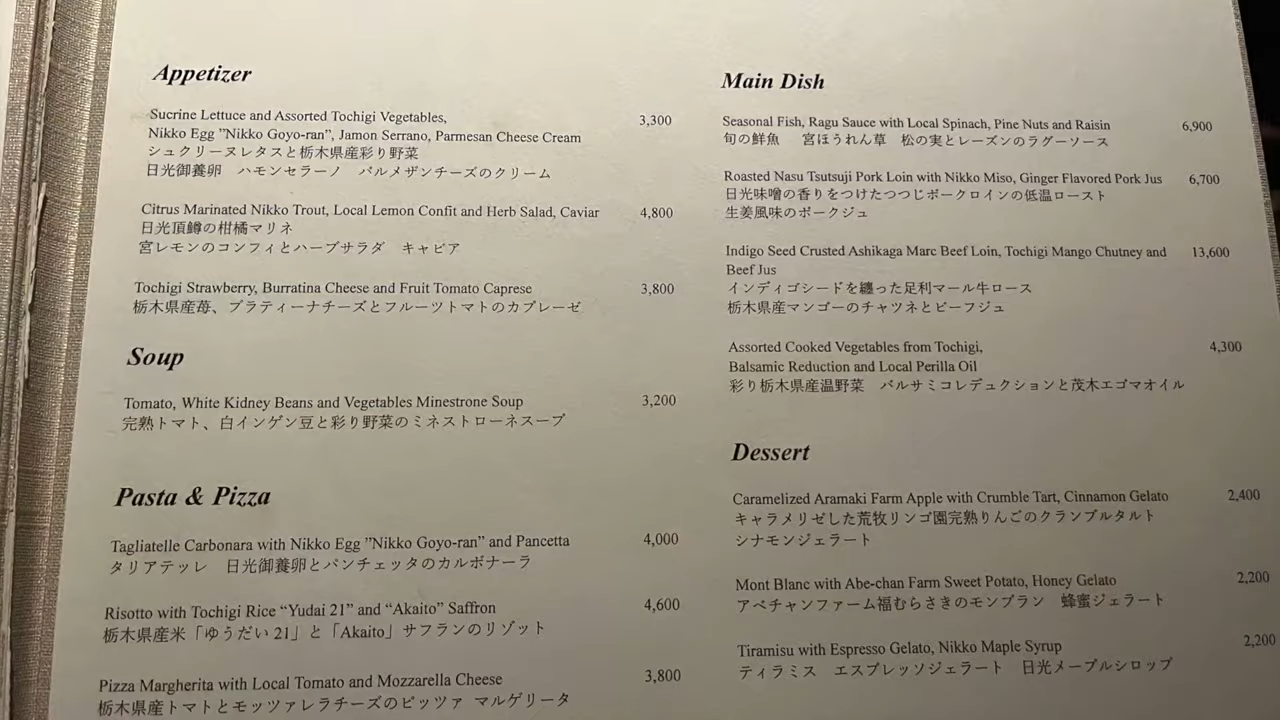 Appetizer
Sucrine Lettuce and Assorted Tochigi Vegetables,
Nikko Egg ”Nikko Goyo-ran”, Jamon Serrano, Parmesan Cheese Cream 3,300
シュクリーヌレタスと栃木県産彩り野菜
日光御養卵　ハモンセラーノ　パルメザンチーズのクリーム
Citrus Marinated Nikko Trout, Local Lemon Confit and Herb Salad, Caviar 4,800
日光頂鱒の柑橘マリネ
宮レモンのコンフィとハーブサラダ　キャビア
Tochigi Strawberry, Burratina Cheese and Fruit Tomato Caprese 3,800
栃木県産苺、ブラティーナチーズとフルーツトマトのカプレーゼ
Soup
Tomato, White Kidney Beans and Vegetables Minestrone Soup 3,200
完熟トマト、白インゲン豆と彩り野菜のミネストローネスープ
Pasta & Pizza
Tagliatelle Carbonara with Nikko Egg ”Nikko Goyo-ran” and Pancetta 4,000
タリアテッレ　日光御養卵とパンチェッタのカルボナーラ
Risotto with Tochigi Rice “Yudai 21” and “Akaito” Saffron 4,600
栃木県産米「ゆうだい 21」と「Akaito」サフランのリゾット
Pizza Margherita with Local Tomato and Mozzarella Cheese 3,800
栃木県産トマトとモッツァレラチーズのピッツァ マルゲリータ
Main Dish
Seasonal Fish, Ragu Sauce with Local Spinach, Pine Nuts and Raisin 6,900
旬の鮮魚　宮ほうれん草　松の実とレーズンのラグーソース
Roasted Nasu Tsutsuji Pork Loin with Nikko Miso, Ginger Flavored Pork Jus 6,700
日光味噌の香りをつけたつつじポークロインの低温ロースト
生姜風味のポークジュ
Indigo Seed Crusted Ashikaga Marc Beef Loin, Tochigi Mango Chutney and 13,600
Beef Jus
インディゴシードを纏った足利マール牛ロース
栃木県産マンゴーのチャツネとビーフジュ
Assorted Cooked Vegetables from Tochigi, 4,300
Balsamic Reduction and Local Perilla Oil
彩り栃木県産温野菜　バルサミコレデュクションと茂木エゴマオイル
Dessert
Caramelized Aramaki Farm Apple with Crumble Tart, Cinnamon Gelato 2,400
キャラメリゼした荒牧リンゴ園完熟りんごのクランブルタルト
シナモンジェラート
Mont Blanc with Abe-chan Farm Sweet Potato, Honey Gelato 2,200
アベチャンファーム福むらさきのモンブラン　蜂蜜ジェラート
Tiramisu with Espresso Gelato, Nikko Maple Syrup 2,200
ティラミス　エスプレッソジェラート　日光メープルシロップ